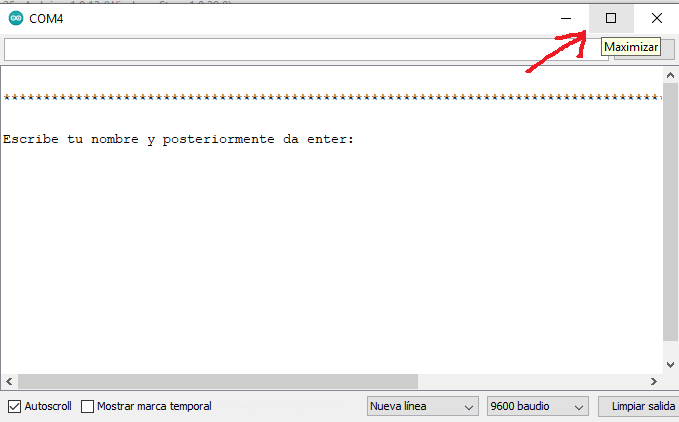 COM4
Maximizar
********************************************************************************
Escribe tu nombre y posteriormente da enter:
Autoscroll
Mostrar marca temporal
Nueva línea
9600 baudio
Limpiar salida